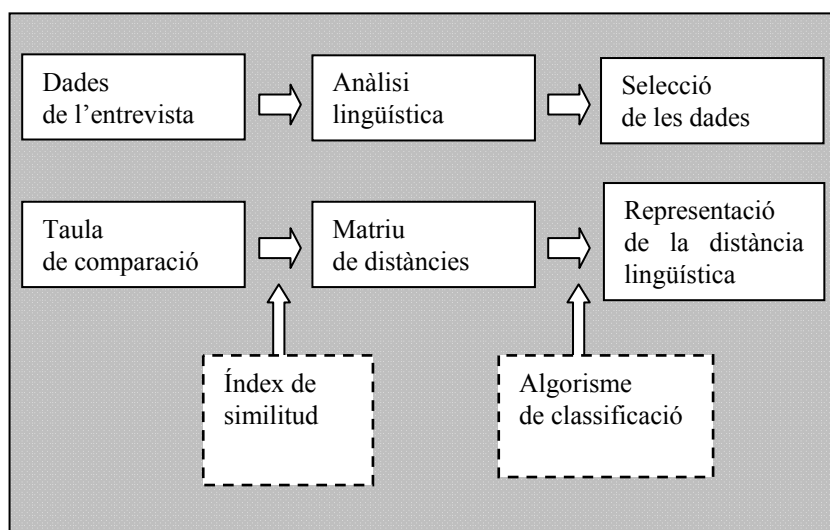 Dades
de l’entrevista
Anàlisi
lingüística
Selecció
de les dades
Taula
de comparació
Matriu
de distàncies
Representació
de la distància
lingüística
Índex de
similitud
Algorisme
de classificació